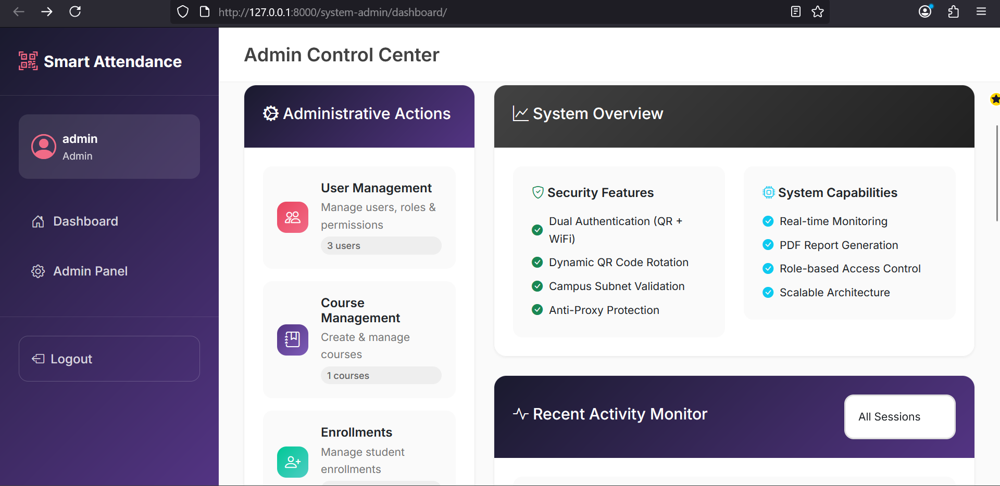 http://127.0.0.1:8000/system-admin/dashboard/
Smart Attendance
admin
Admin
Dashboard
Admin Panel
Logout
Admin Control Center
Administrative Actions
User Management
Manage users, roles &
permissions
3 users
Course
Management
Create & manage
courses
1 courses
Enrollments
Manage student
enrollments
System Overview
Security Features
Dual Authentication (QR +
WiFi)
Dynamic QR Code Rotation
Campus Subnet Validation
Anti-Proxy Protection
System Capabilities
Real-time Monitoring
PDF Report Generation
Role-based Access Control
Scalable Architecture
Recent Activity Monitor
All Sessions